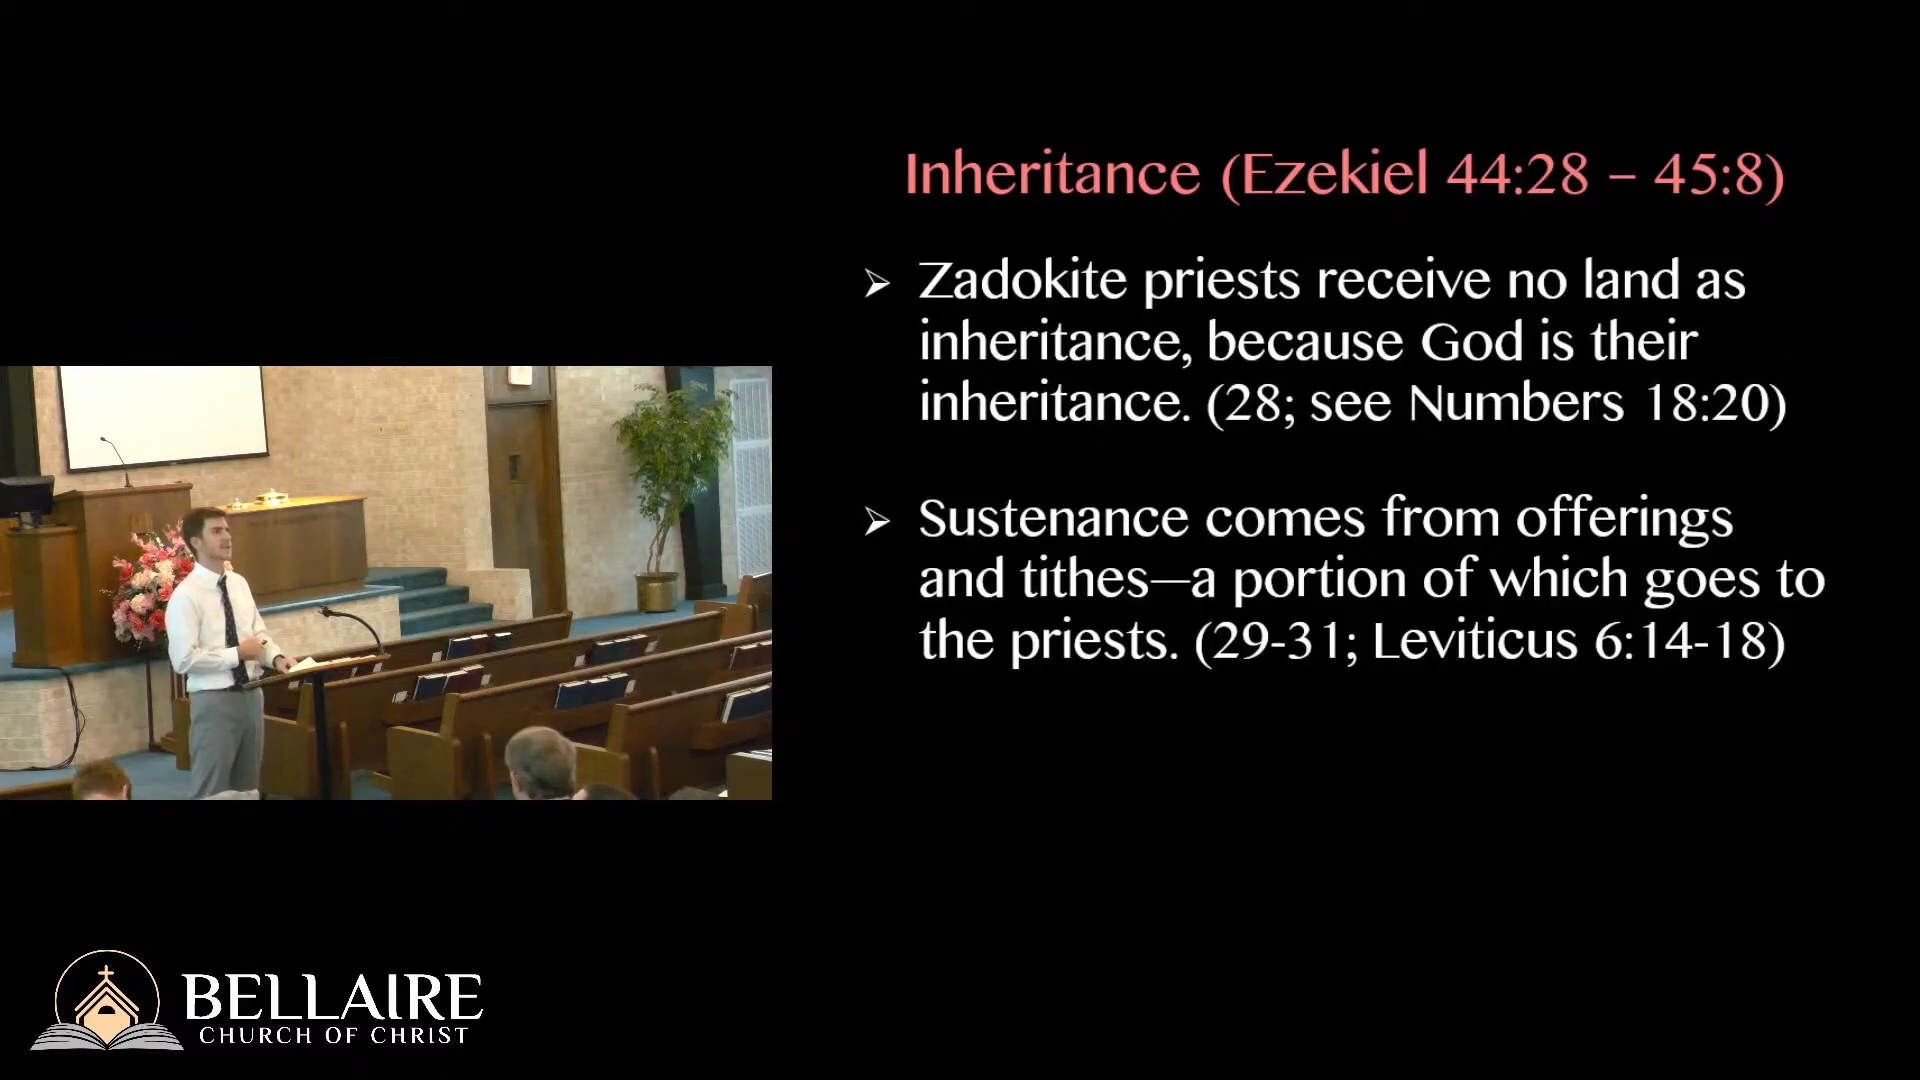 Inheritance (Ezekiel 44:28 – 45:8)
➢ Zadokite priests receive no land as
inheritance, because God is their
inheritance. (28; see Numbers 18:20)
➢ Sustenance comes from offerings
and tithes—a portion of which goes to
the priests. (29-31; Leviticus 6:14-18)
BELLAIRE
CHURCH OF CHRIST